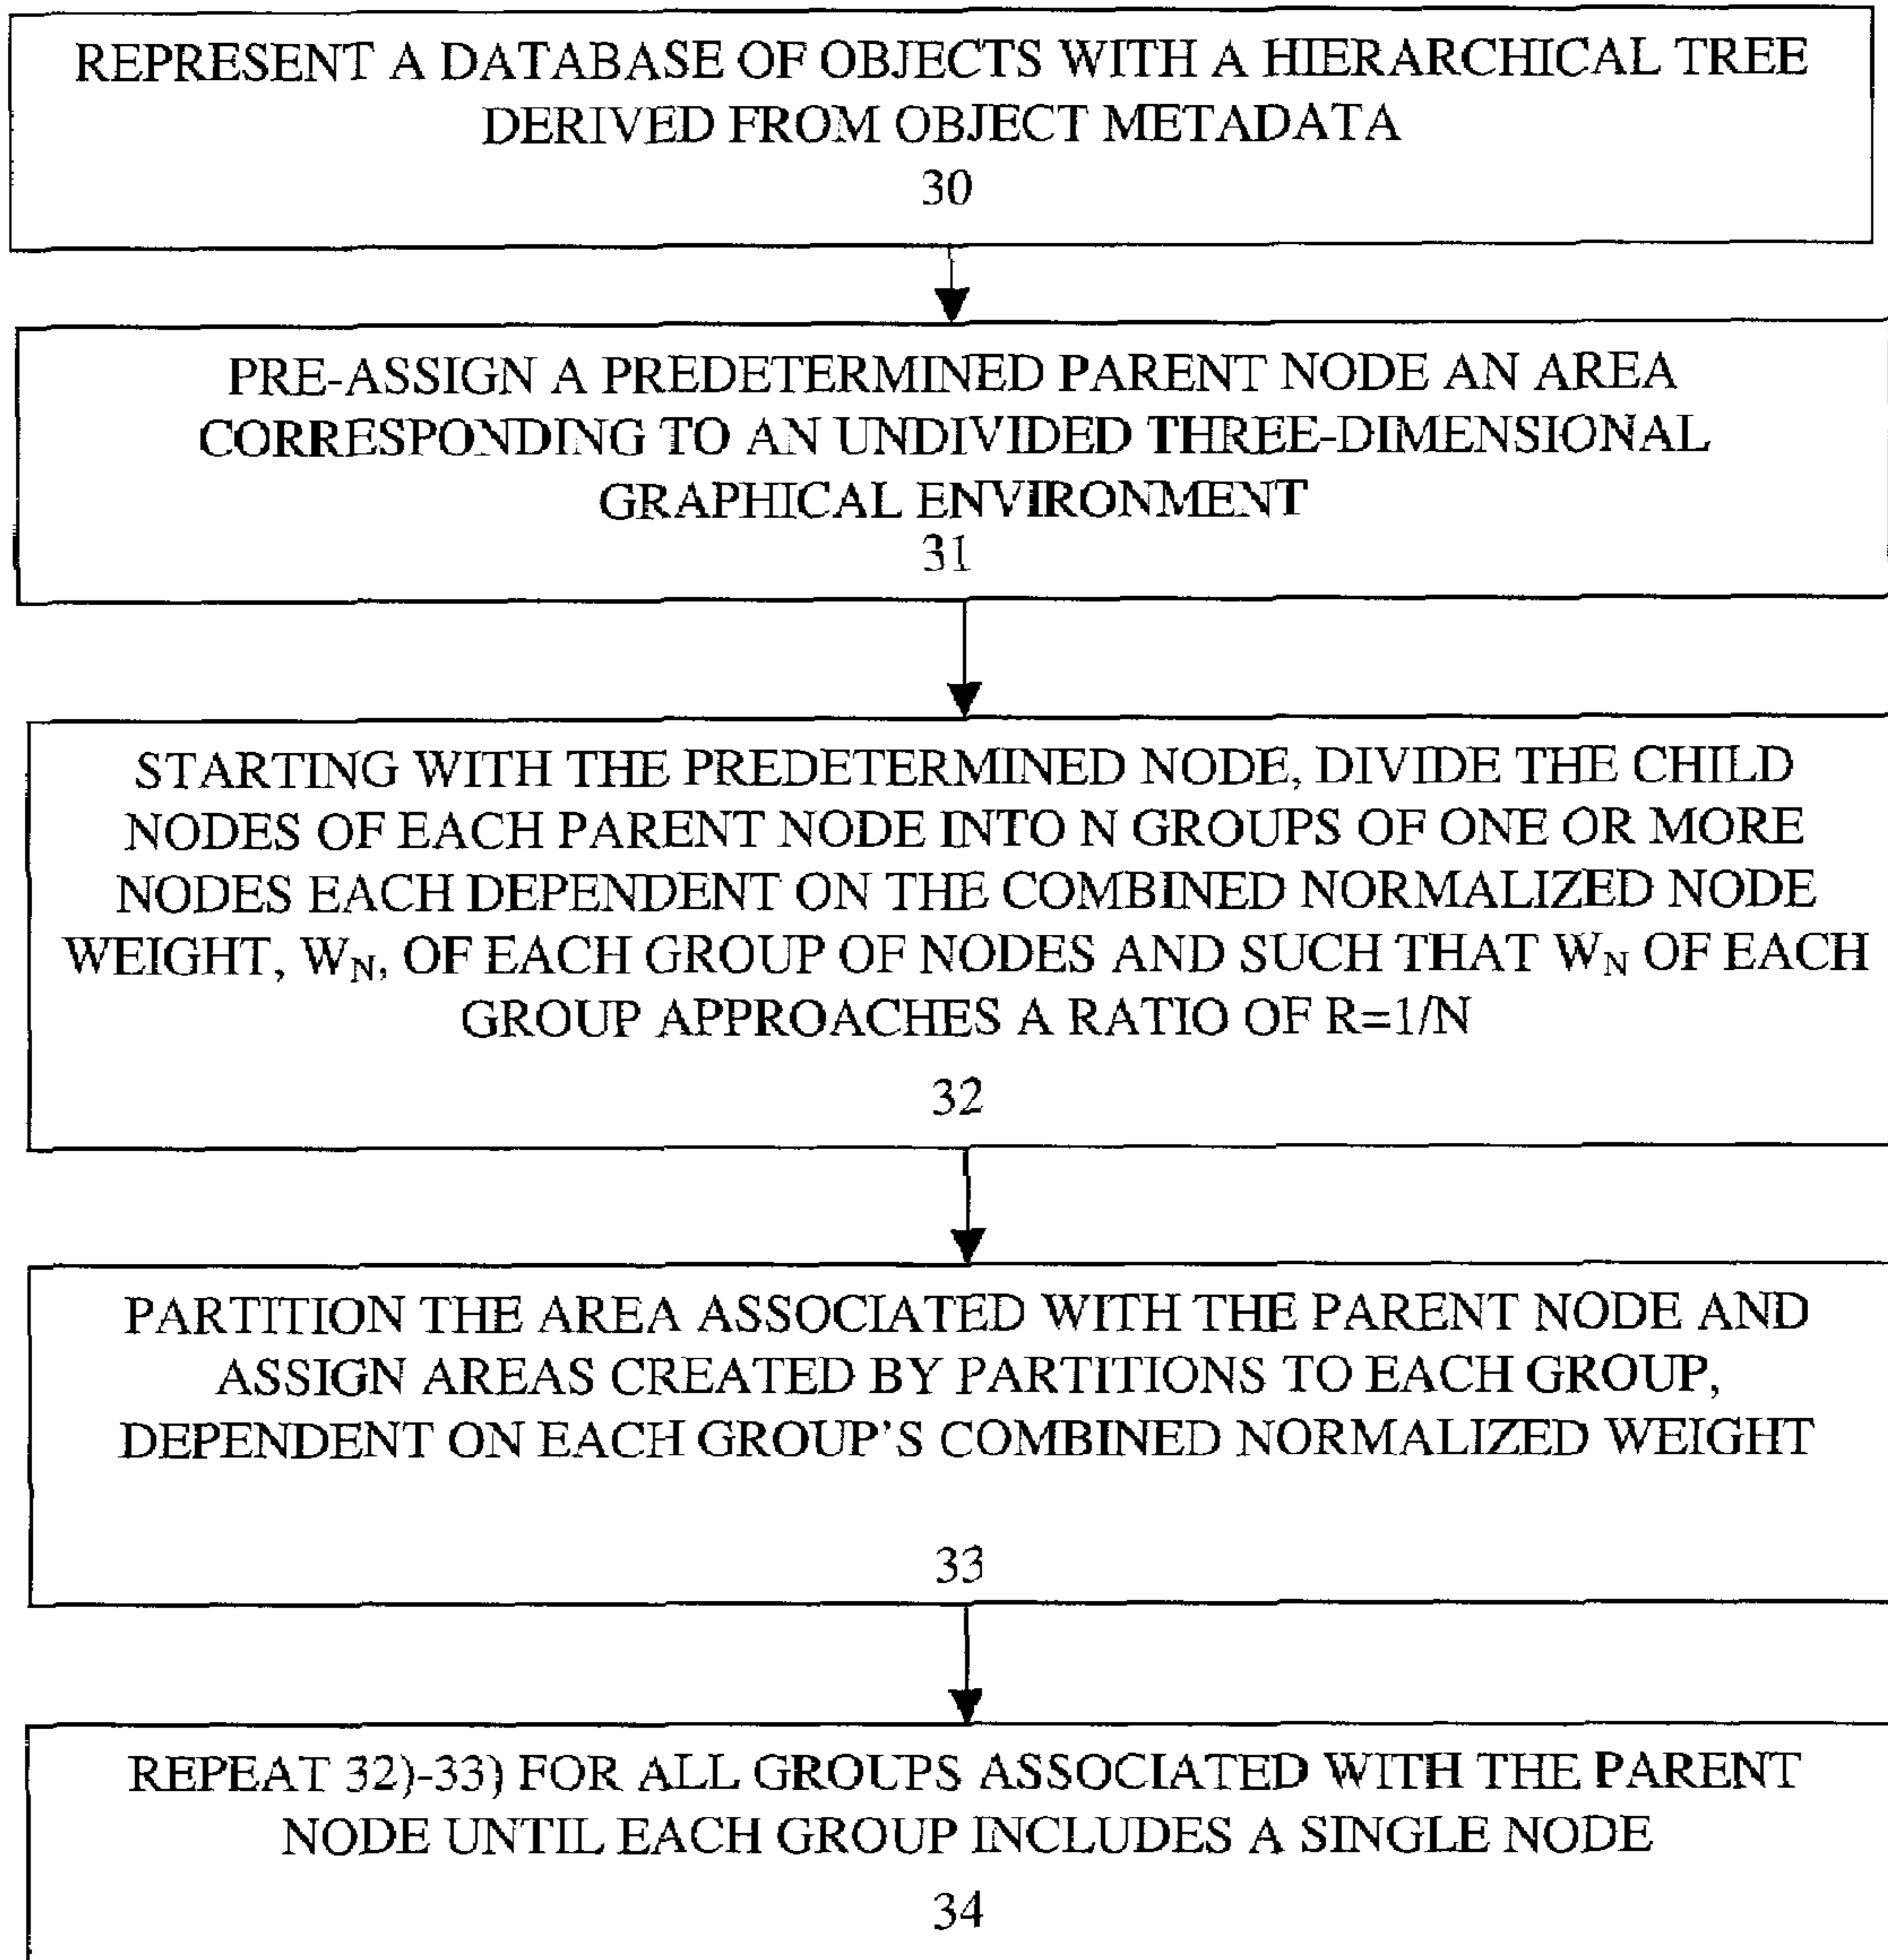 REPRESENT A DATABASE OF OBJECTS WITH A HIERARCHICAL TREE
DERIVED FROM OBJECT METADATA
30
PRE-ASSIGN A PREDETERMINED PARENT NODE AN AREA
CORRESPONDING TO AN UNDIVIDED THREE-DIMENSIONAL
GRAPHICAL ENVIRONMENT
31
STARTING WITH THE PREDETERMINED NODE, DIVIDE THE CHILD
NODES OF EACH PARENT NODE INTO N GROUPS OF ONE OR MORE
NODES EACH DEPENDENT ON THE COMBINED NORMALIZED NODE
WEIGHT, W_N, OF EACH GROUP OF NODES AND SUCH THAT W_N OF EACH
GROUP APPROACHES A RATIO OF R=1/N
32
PARTITION THE AREA ASSOCIATED WITH THE PARENT NODE AND
ASSIGN AREAS CREATED BY PARTITIONS TO EACH GROUP,
DEPENDENT ON EACH GROUP'S COMBINED NORMALIZED WEIGHT
33
REPEAT 32)-33) FOR ALL GROUPS ASSOCIATED WITH THE PARENT
NODE UNTIL EACH GROUP INCLUDES A SINGLE NODE
34